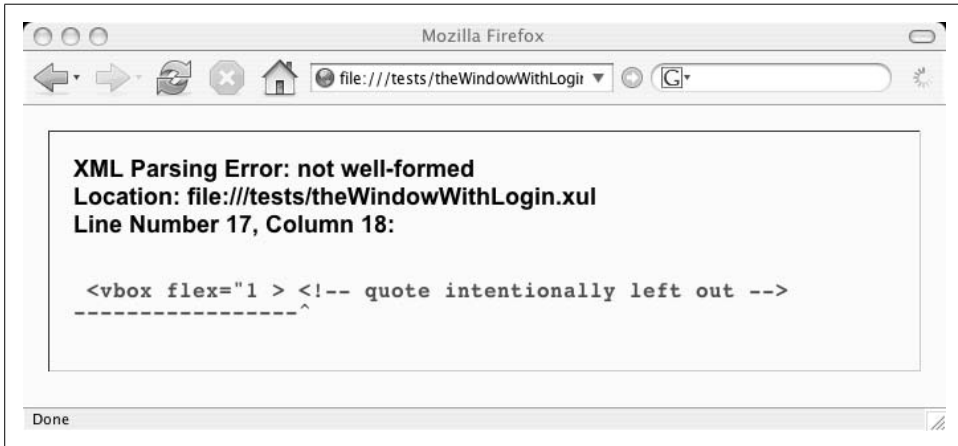 Mozilla Firefox
file:///tests/theWindowWithLogin
G
XML Parsing Error: not well-formed
Location: file:///tests/theWindowWithLogin.xul
Line Number 17, Column 18:
<vbox flex="1 > <!-- quote intentionally left out -->
-----------------^
Done